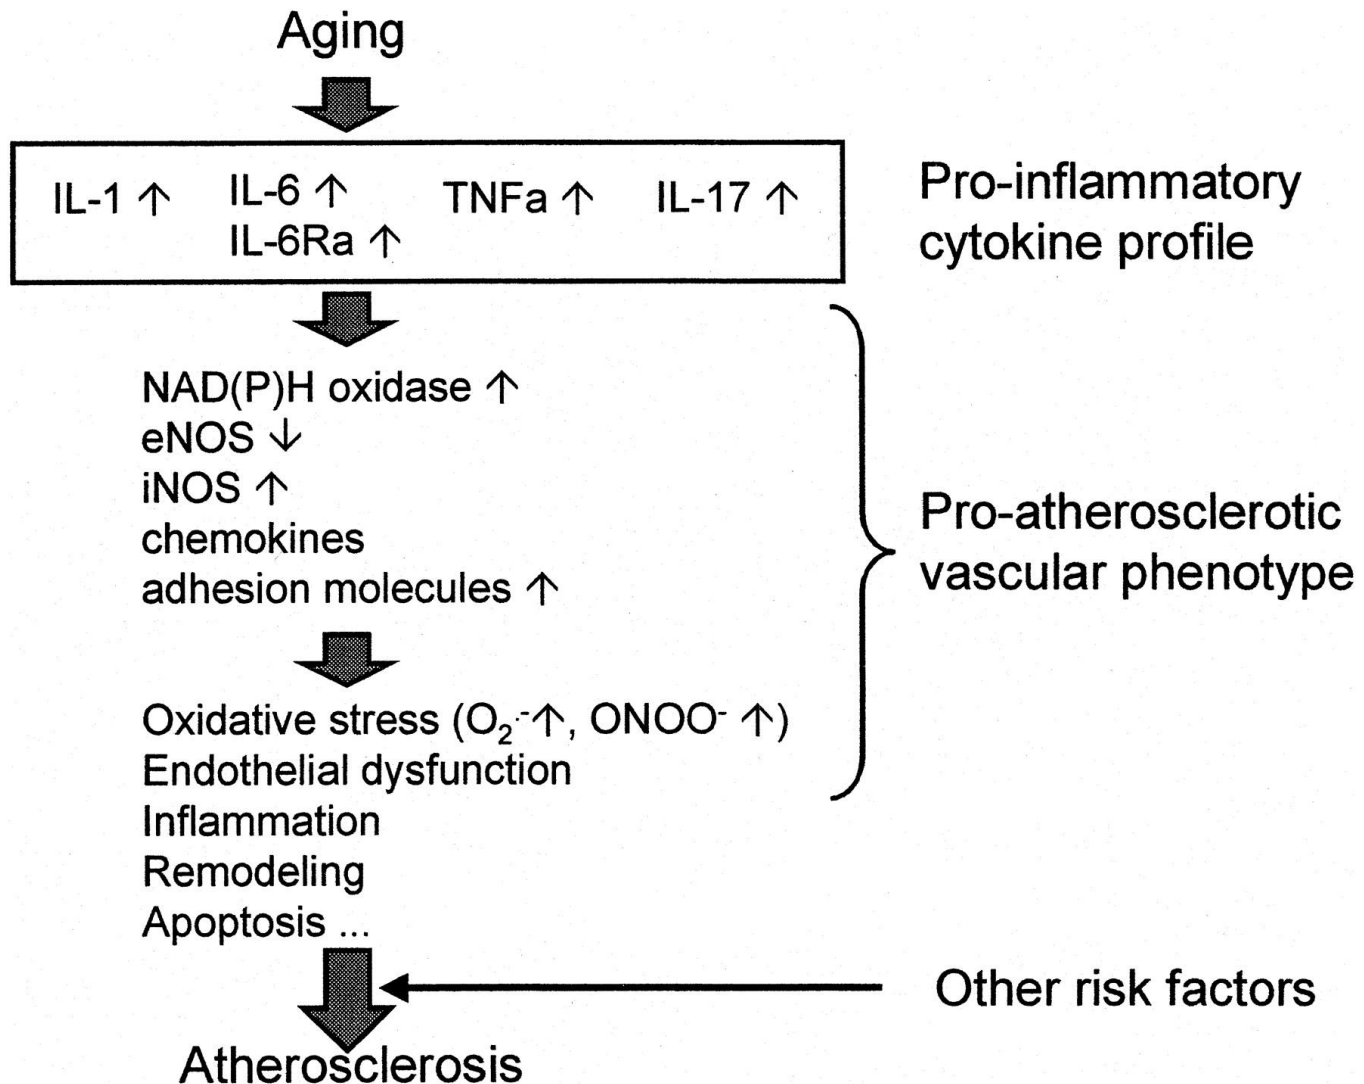 Aging
IL-1 ↑
IL-6 ↑
IL-6Ra ↑
TNFa ↑
IL-17 ↑
Pro-inflammatory
cytokine profile
NAD(P)H oxidase ↑
eNOS ↓
iNOS ↑
chemokines
adhesion molecules ↑
Pro-atherosclerotic
vascular phenotype
Oxidative stress (O₂·⁻↑, ONOO⁻ ↑)
Endothelial dysfunction
Inflammation
Remodeling
Apoptosis ...
Other risk factors
Atherosclerosis